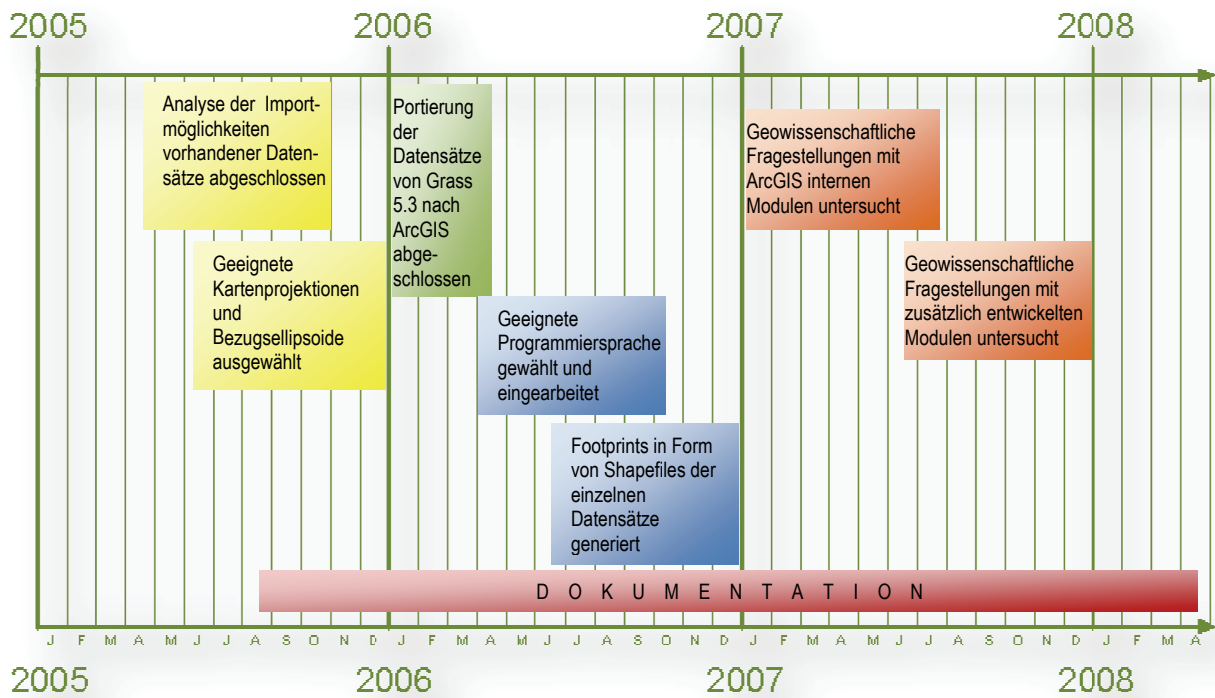 2005 2006 2007 2008
Analyse der Import-
möglichkeiten
vorhandener Daten-
sätze abgeschlossen
Portierung
der
Datensätze
von Grass
5.3 nach
ArcGIS
abge-
schlossen
Geowissenschaftliche
Fragestellungen mit
ArcGIS internen
Modulen untersucht
Geeignete
Kartenprojektionen
und
Bezugsellipsoide
ausgewählt
Geowissenschaftliche
Fragestellungen mit
zusätzlich entwickelten
Modulen untersucht
Geeignete
Programmiersprache
gewählt und
eingearbeitet
Footprints in Form
von Shapefiles der
einzelnen
Datensätze
generiert
D O K U M E N T A T I O N
J F M A M J J A S O N D J F M A M J J A S O N D J F M A M J J A S O N D J F M A
2005 2006 2007 2008